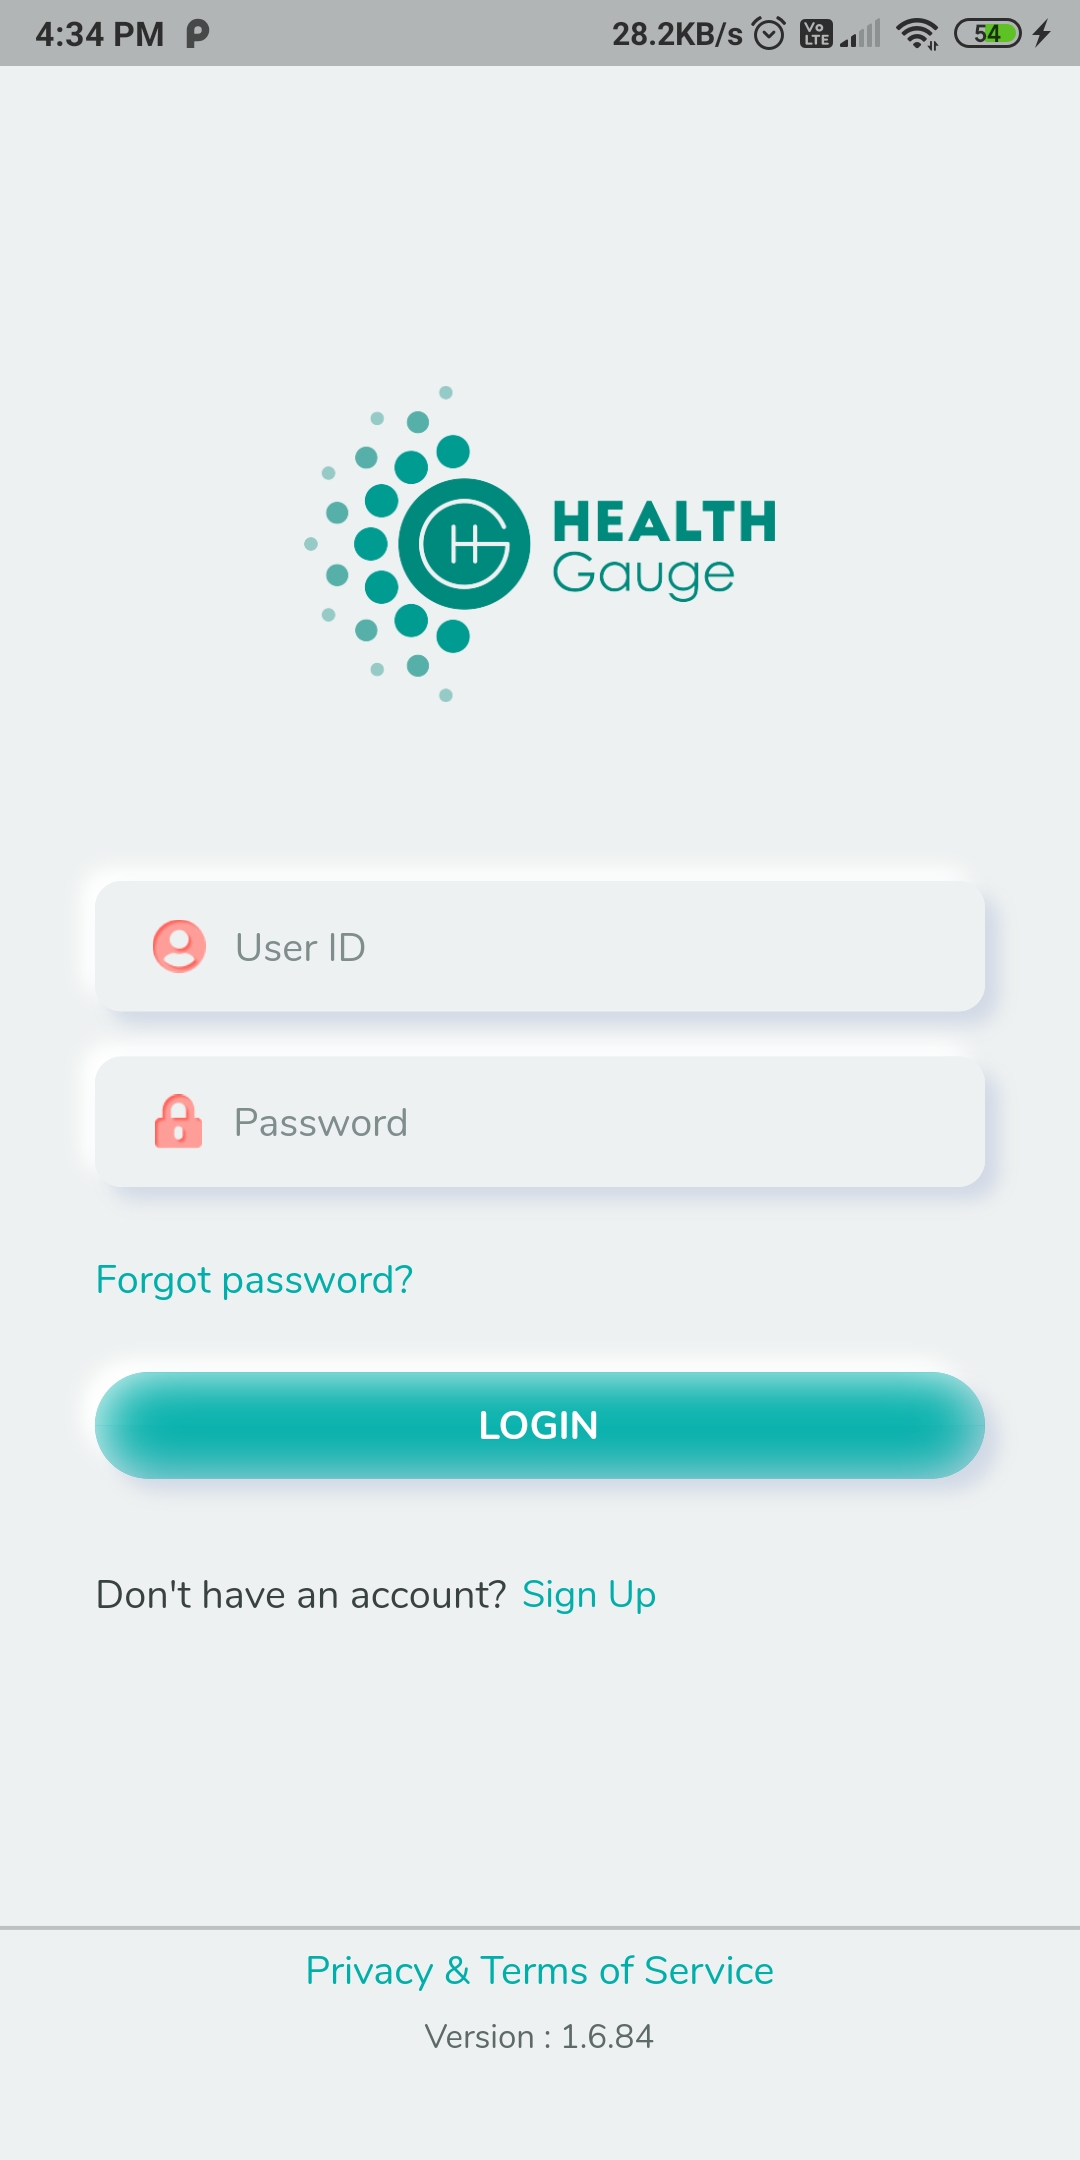 4:34 PM 28.2KB/s Vo LTE 54
HEALTH
Gauge
User ID
Password
Forgot password?
LOGIN
Don't have an account? Sign Up
Privacy & Terms of Service
Version : 1.6.84